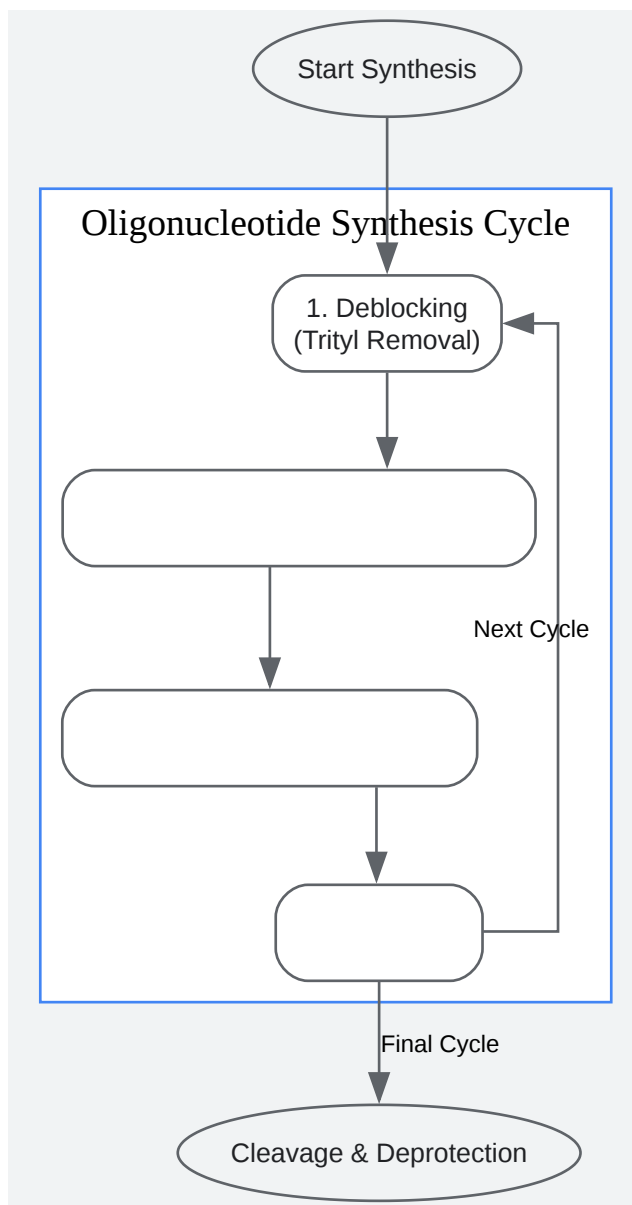 Start Synthesis
Oligonucleotide Synthesis Cycle
1. Deblocking
(Trityl Removal)
Next Cycle
Final Cycle
Cleavage & Deprotection